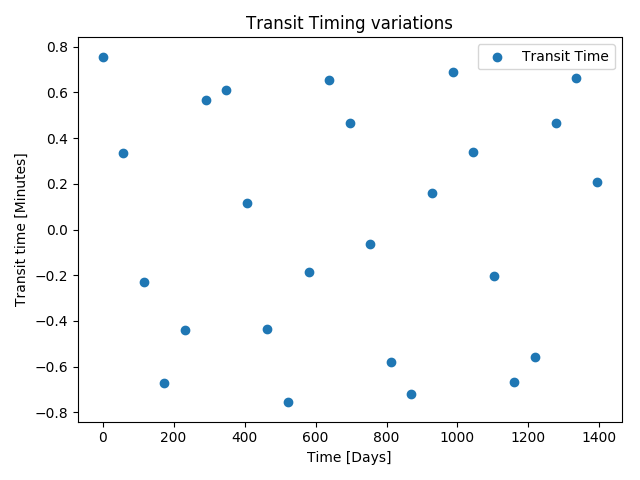 Transit Timing variations
Transit Time
Transit time [Minutes]
0.8
0.6
0.4
0.2
0.0
−0.2
−0.4
−0.6
−0.8
0 200 400 600 800 1000 1200 1400
Time [Days]